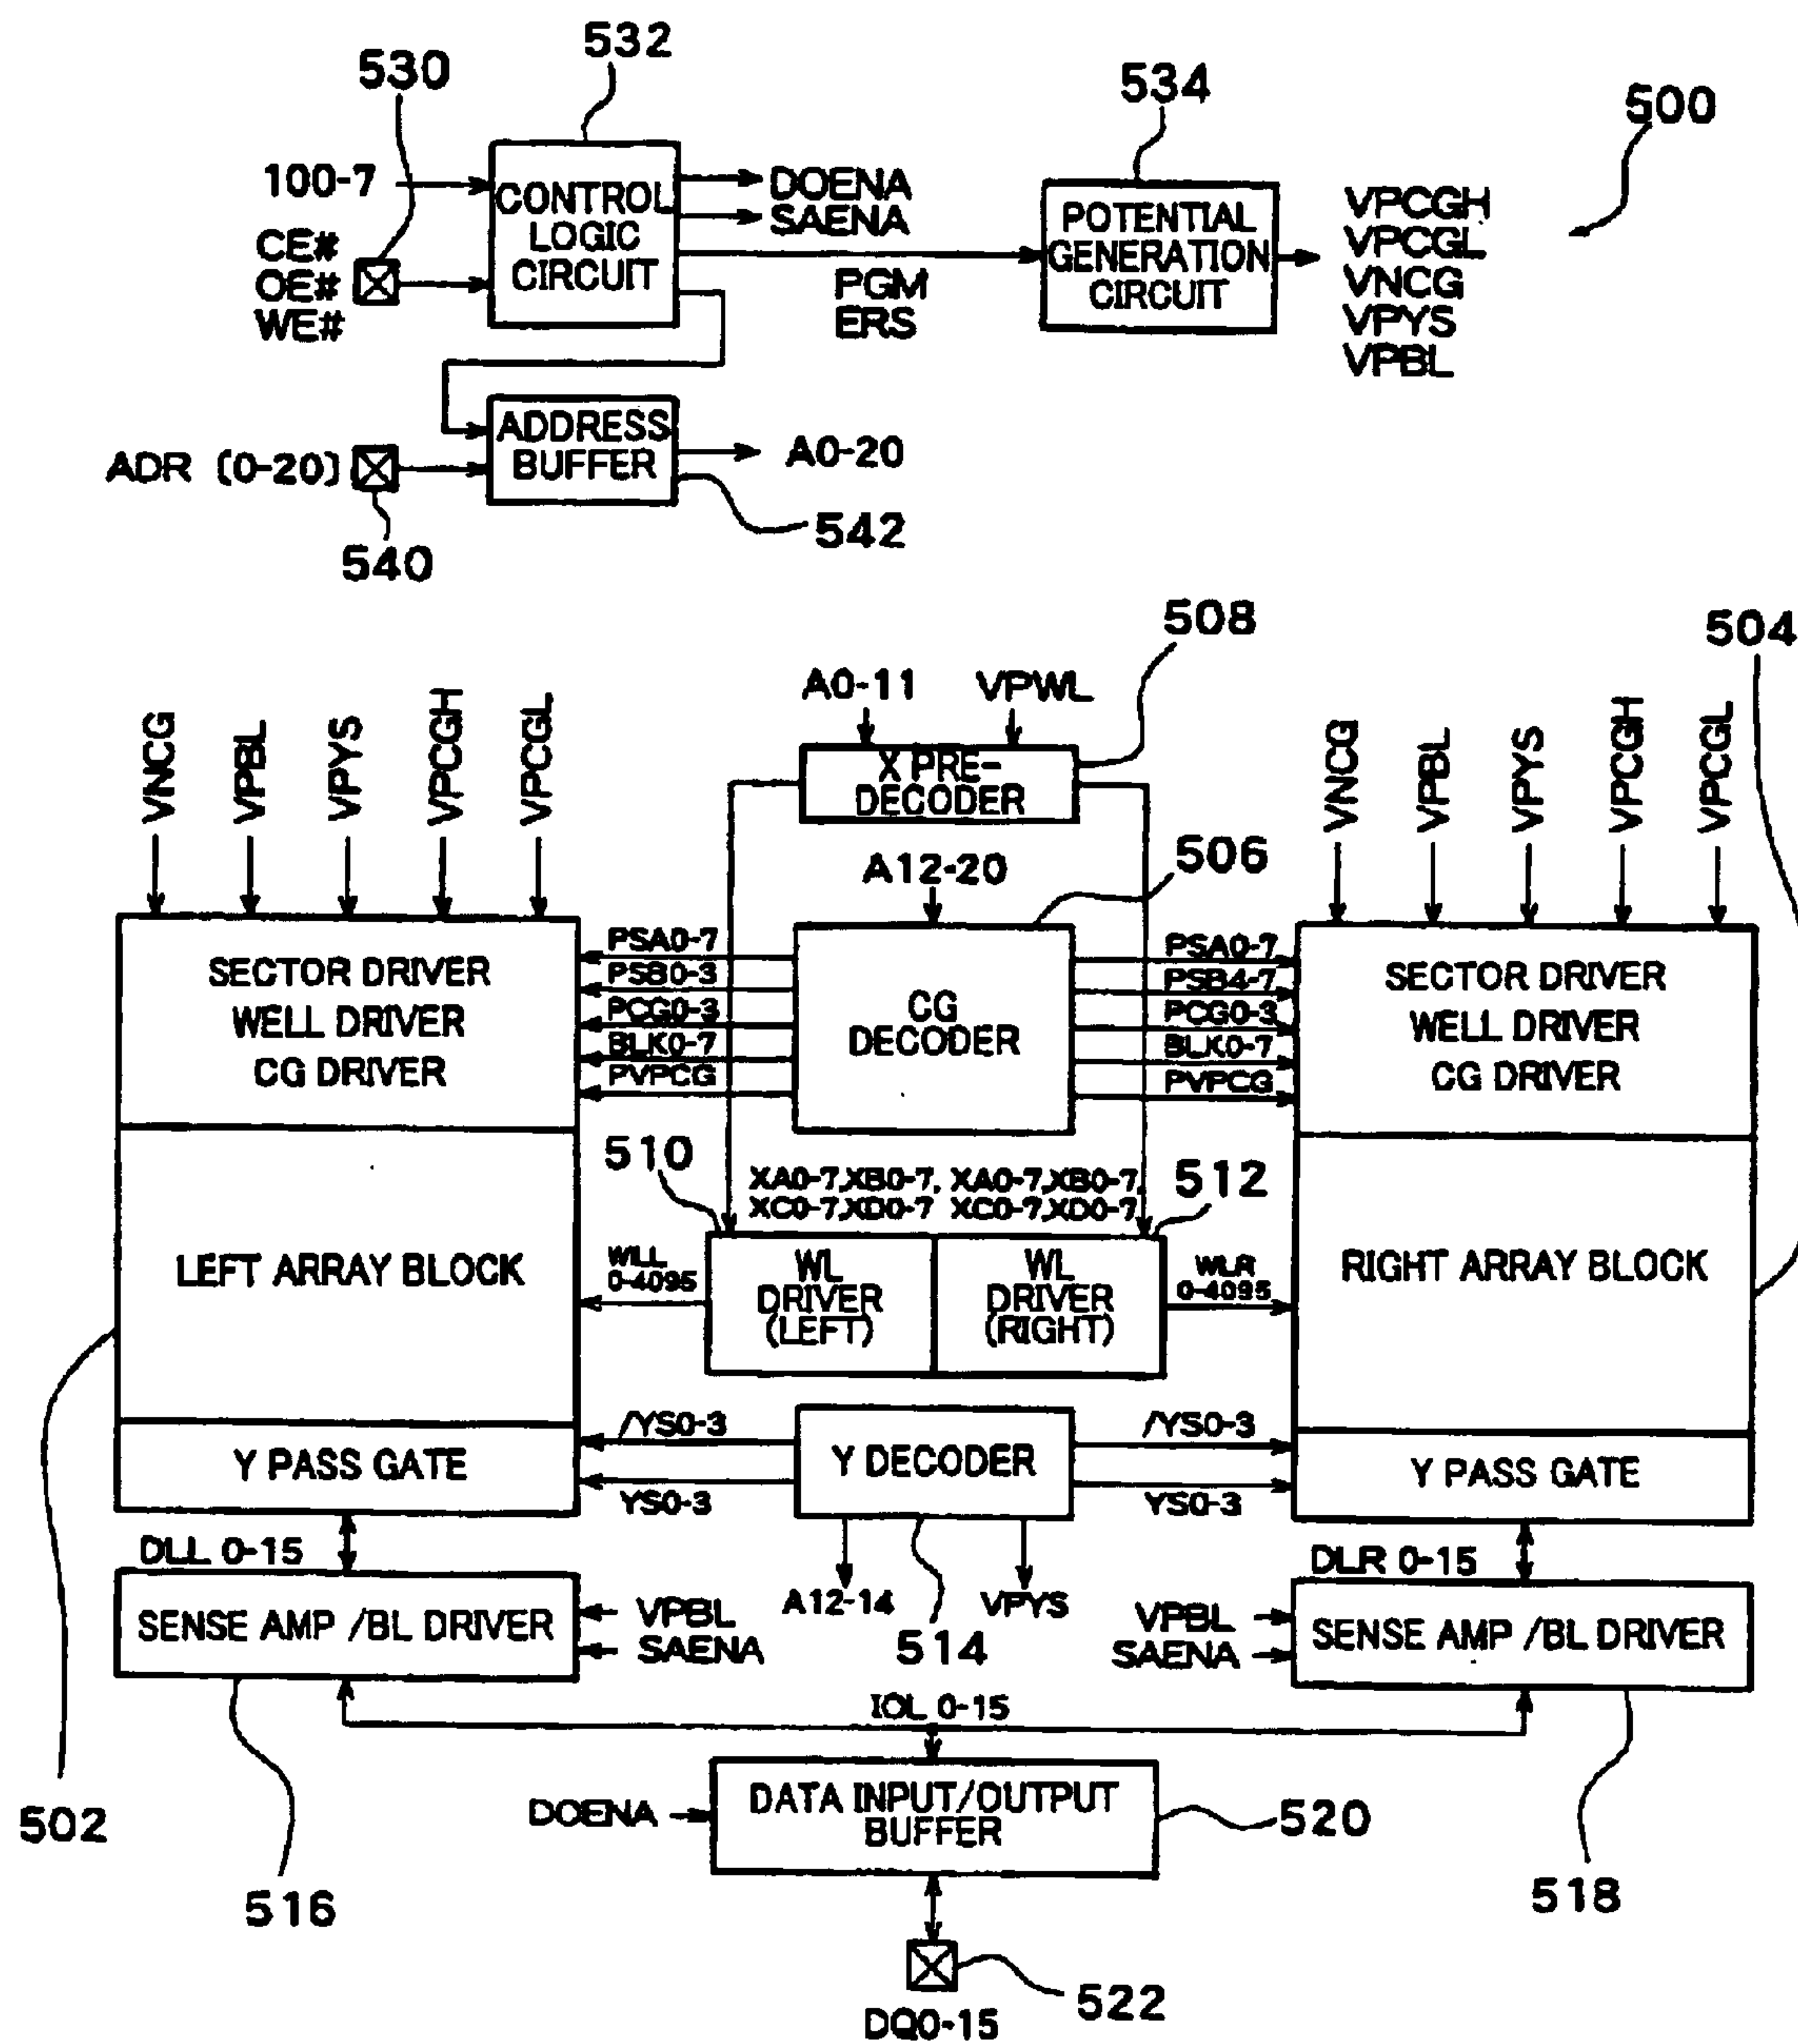 532
530
534
500
100-7
CONTROL
LOGIC
CIRCUIT
DOENA
SAENA
CE#
OE#
WE#
PGM
ERS
POTENTIAL
GENERATION
CIRCUIT
VPCGH
VPCGL
VNCG
VPYS
VPBL
ADR (0-20)
ADDRESS
BUFFER
A0-20
542
540
508
504
A0-11
VPWL
X PRE-
DECODER
VNCG
VPBL
VPYS
VPCGH
VPCGL
VNCG
VPBL
VPYS
VPCGH
VPCGL
506
A12-20
SECTOR DRIVER
WELL DRIVER
CG DRIVER
PSA0-7
PSB0-3
PCG0-3
BLK0-7
PVPCG
CG
DECODER
PSA0-7
PSB4-7
PCG0-3
BLK0-7
PVPCG
SECTOR DRIVER
WELL DRIVER
CG DRIVER
510
XA0-7,XB0-7, XA0-7,XB0-7,
XC0-7,XD0-7 XC0-7,XD0-7
512
LEFT ARRAY BLOCK
WLL
0-4095
WL
DRIVER
(LEFT)
WL
DRIVER
(RIGHT)
WLR
0-4095
RIGHT ARRAY BLOCK
Y PASS GATE
/YS0-3
YS0-3
Y DECODER
/YS0-3
YS0-3
Y PASS GATE
DLL 0-15
A12-14
VPYS
DLR 0-15
SENSE AMP /BL DRIVER
VPBL
SAENA
514
VPBL
SAENA
SENSE AMP /BL DRIVER
IOL 0-15
502
516
DOENA
DATA INPUT/OUTPUT
BUFFER
520
518
522
DQ0-15